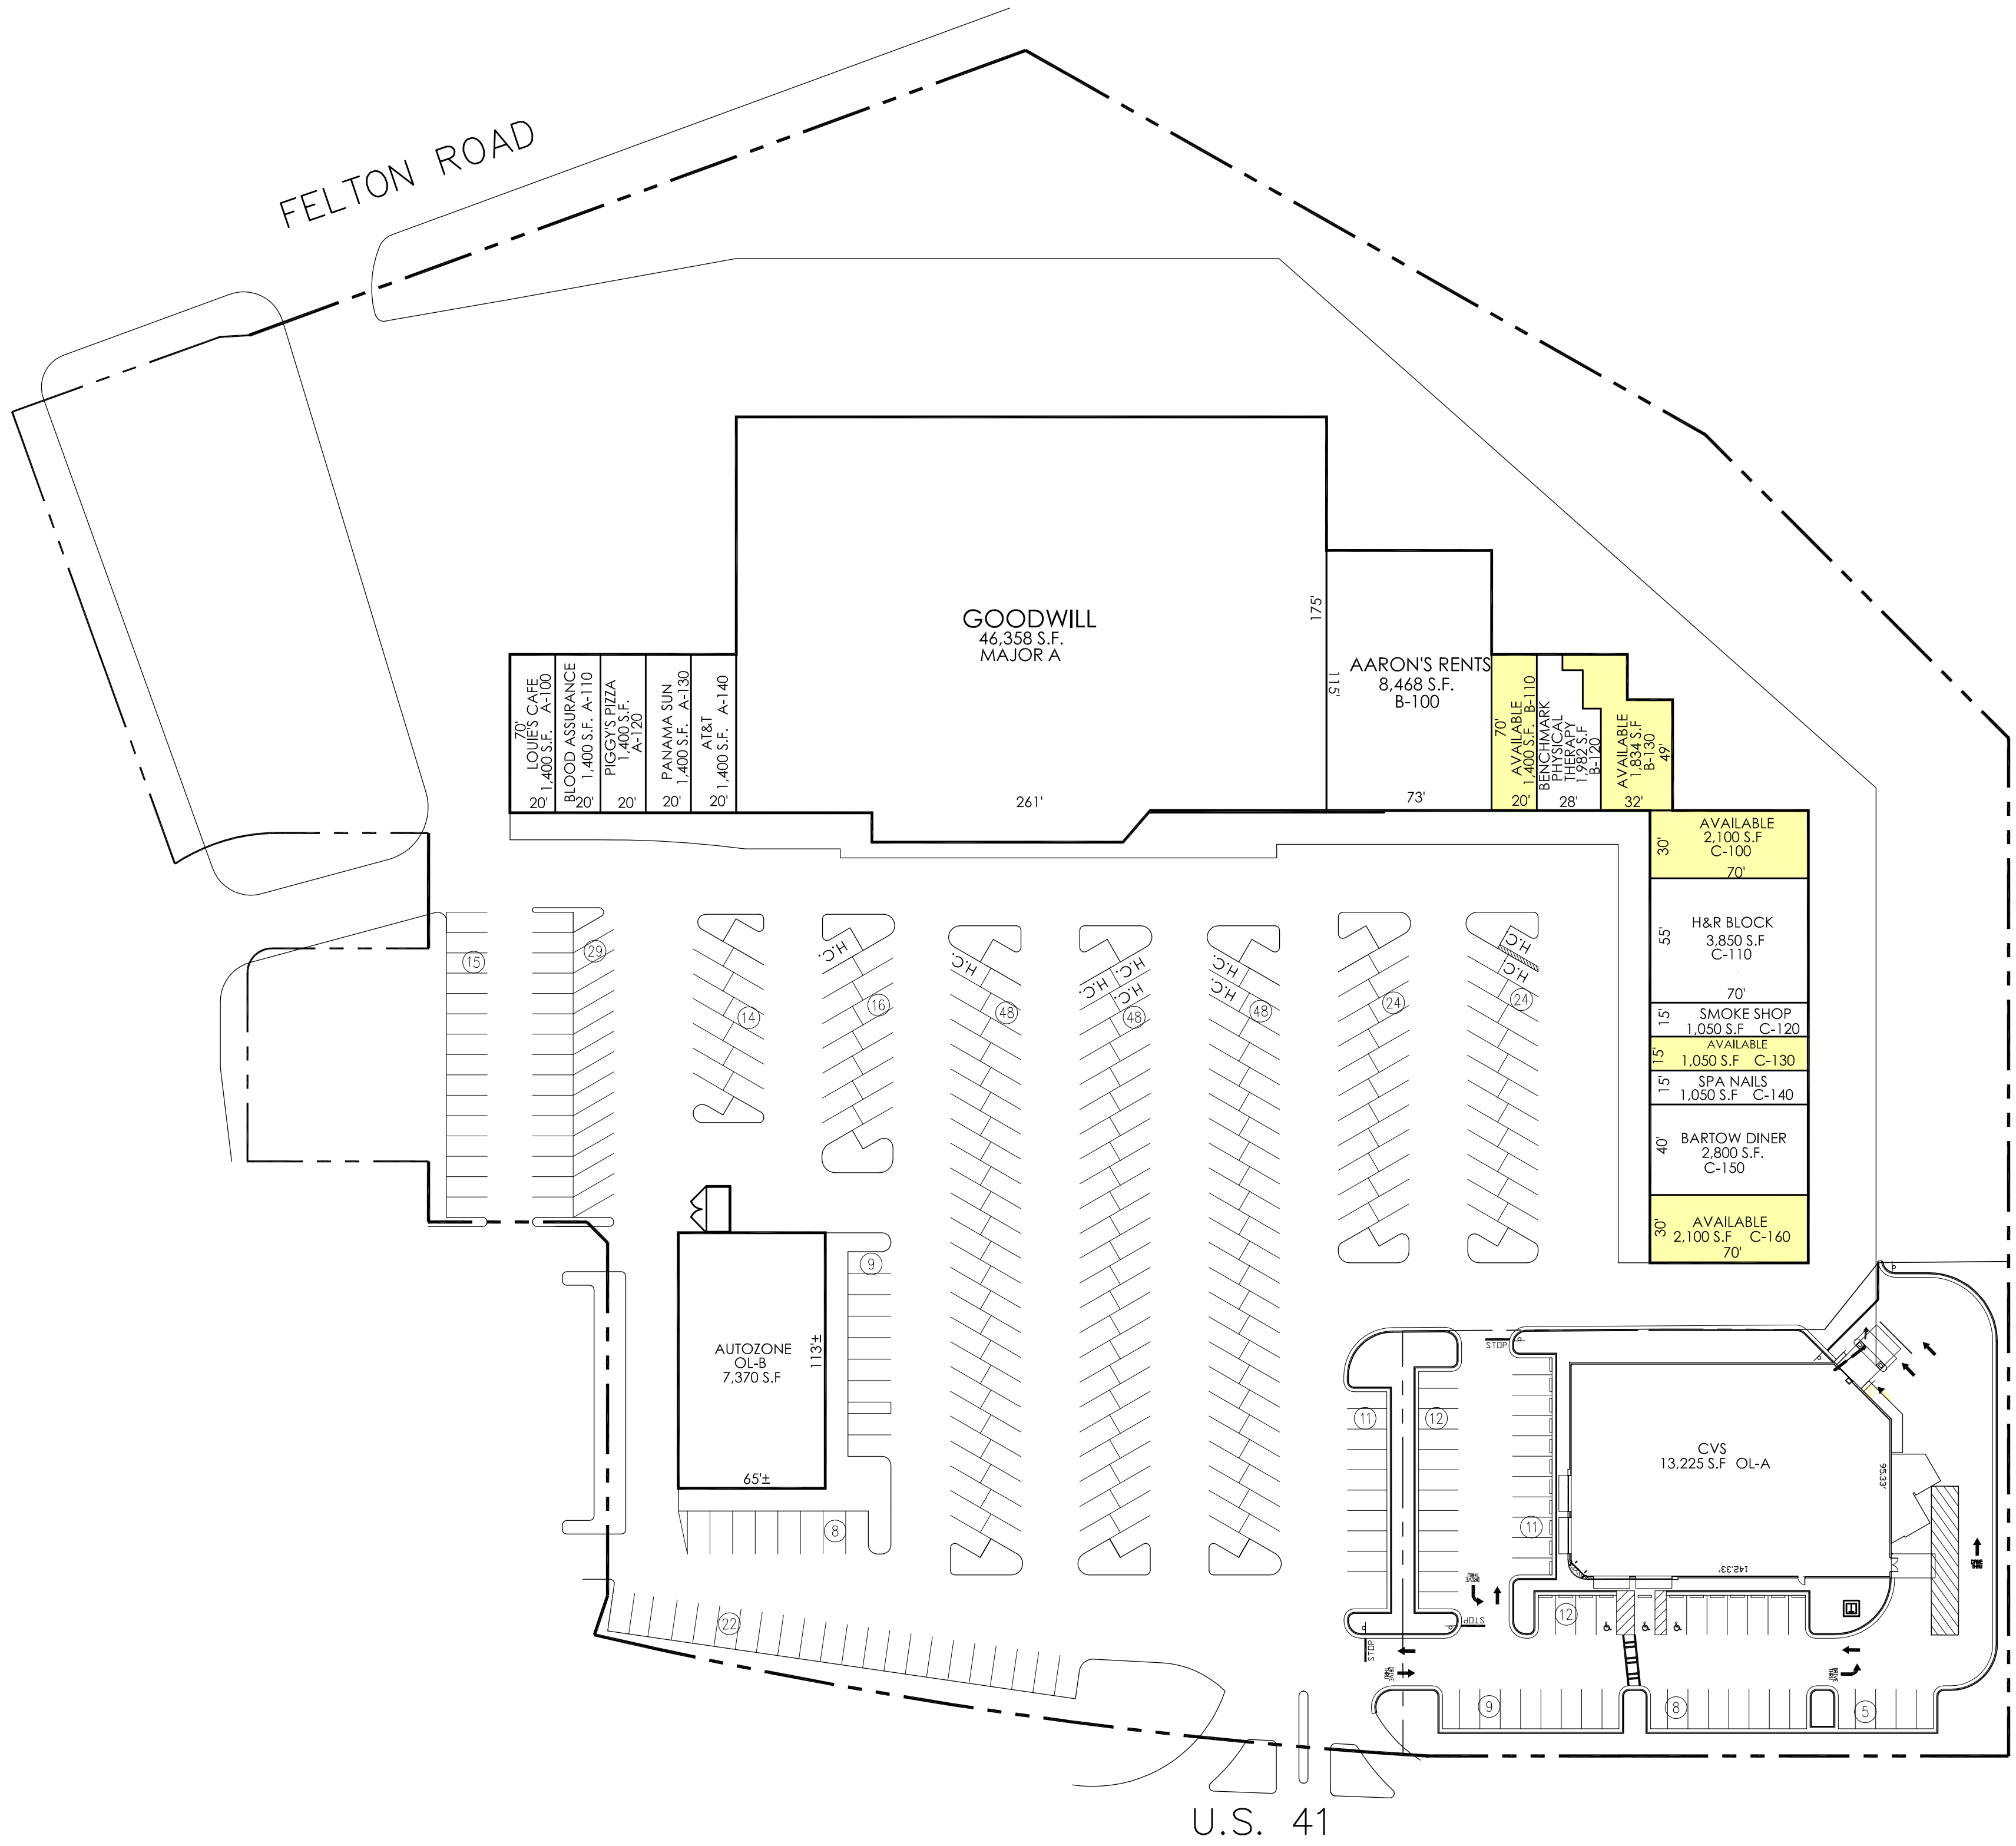 FELTON ROAD
GOODWILL
46,358 S.F.
MAJOR A
175'
115'
261'
70'
LOUIE'S CAFE
1,400 S.F. A-100
20'
BLOOD ASSURANCE
1,400 S.F. A-110
20'
PIGGY'S PIZZA
1,400 S.F.
A-120
20'
PANAMA SUN
1,400 S.F. A-130
20'
AT&T
1,400 S.F. A-140
20'
AARON'S RENTS
8,468 S.F.
B-100
73'
70'
AVAILABLE
1,400 S.F. B-110
20'
BENCHMARK
PHYSICAL
THERAPY
1,982 S.F
B-120
28'
AVAILABLE
1,834 S.F
B-130
49'
32'
AVAILABLE
2,100 S.F
C-100
30'
70'
H&R BLOCK
3,850 S.F
C-110
55'
70'
SMOKE SHOP
1,050 S.F C-120
15'
AVAILABLE
1,050 S.F C-130
15'
SPA NAILS
1,050 S.F C-140
15'
BARTOW DINER
2,800 S.F.
C-150
40'
AVAILABLE
2,100 S.F C-160
30'
70'
15
29
14
H.C.
16
H.C.
48
H.C.
H.C.
H.C.
48
H.C.
H.C.
48
24
H.C.
H.C.
24
AUTOZONE
OL-B
7,370 S.F
113'±
65'±
9
8
22
STOP
11
12
11
CVS
13,225 S.F OL-A
95.33'
142.33'
12
STOP
STOP
9
8
5
U.S. 41